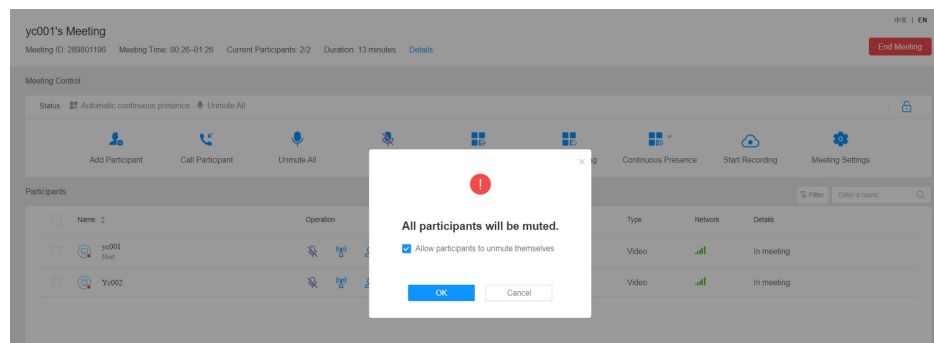 中文 | EN
yc001's Meeting
Meeting ID: 289801196 Meeting Time: 00:26–01:26 Current Participants: 2/2 Duration: 13 minutes Details
End Meeting
Meeting Control
Status Automatic continuous presence Unmute All
Add Participant Call Participant Unmute All Continuous Presence Start Recording Meeting Settings
Participants
Filter Enter a name.
Name Operation Type Network Details
yc001
Host
Video In meeting
Yc002 Video In meeting
All participants will be muted.
Allow participants to unmute themselves
OK Cancel